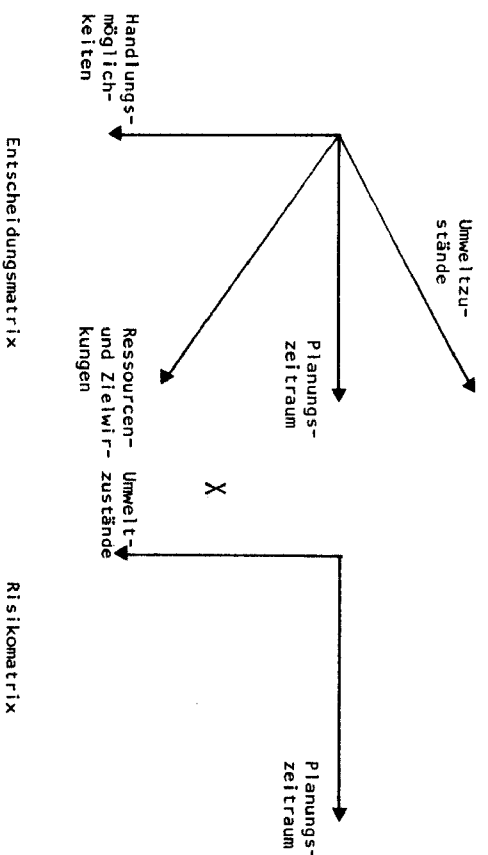 Umweltzu-
stände
Planungs-
zeitraum
Handlungs-
möglich-
keiten
Ressourcen-
und Zielwir-
kungen
X
Umwelt-
zustände
Planungs-
zeitraum
Entscheidungsmatrix
Risikomatrix